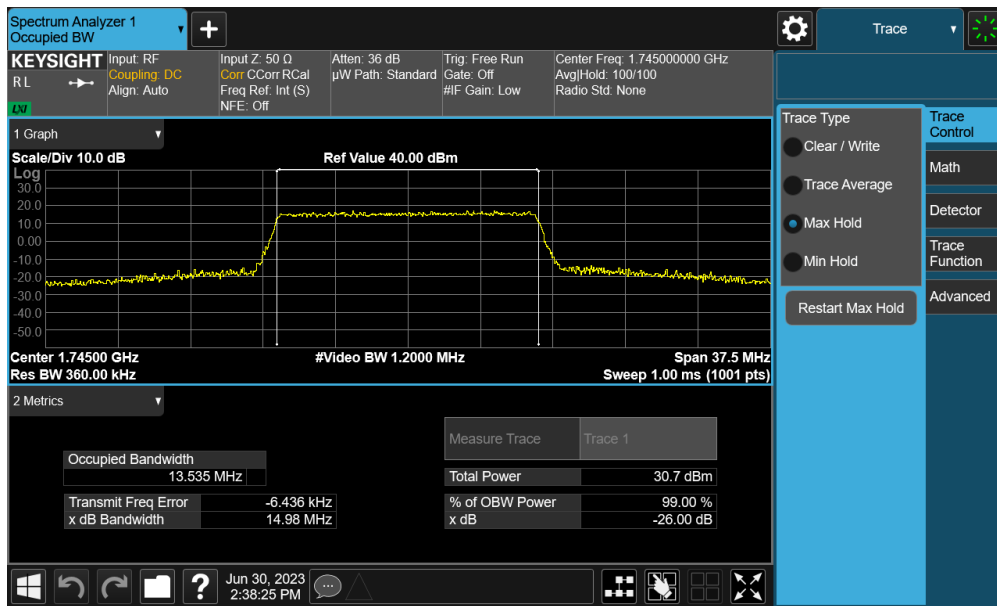 Spectrum Analyzer 1
Occupied BW
+
Trace
KEYSIGHT
R L
LXI
Input: RF
Coupling: DC
Align: Auto
Input Z: 50 Ω
Corr CCorr RCal
Freq Ref: Int (S)
NFE: Off
Atten: 36 dB
µW Path: Standard
Trig: Free Run
Gate: Off
#IF Gain: Low
Center Freq: 1.745000000 GHz
Avg|Hold: 100/100
Radio Std: None
1 Graph
Scale/Div 10.0 dB
Ref Value 40.00 dBm
Log
30.0
20.0
10.0
0.00
-10.0
-20.0
-30.0
-40.0
-50.0
Center 1.74500 GHz
#Video BW 1.2000 MHz
Span 37.5 MHz
Res BW 360.00 kHz
Sweep 1.00 ms (1001 pts)
2 Metrics
Measure Trace
Trace 1
Occupied Bandwidth
13.535 MHz
Total Power
30.7 dBm
Transmit Freq Error
-6.436 kHz
% of OBW Power
99.00 %
x dB Bandwidth
14.98 MHz
x dB
-26.00 dB
Trace Type
Clear / Write
Trace Average
Max Hold
Min Hold
Restart Max Hold
Trace
Control
Math
Detector
Trace
Function
Advanced
?
Jun 30, 2023
2:38:25 PM